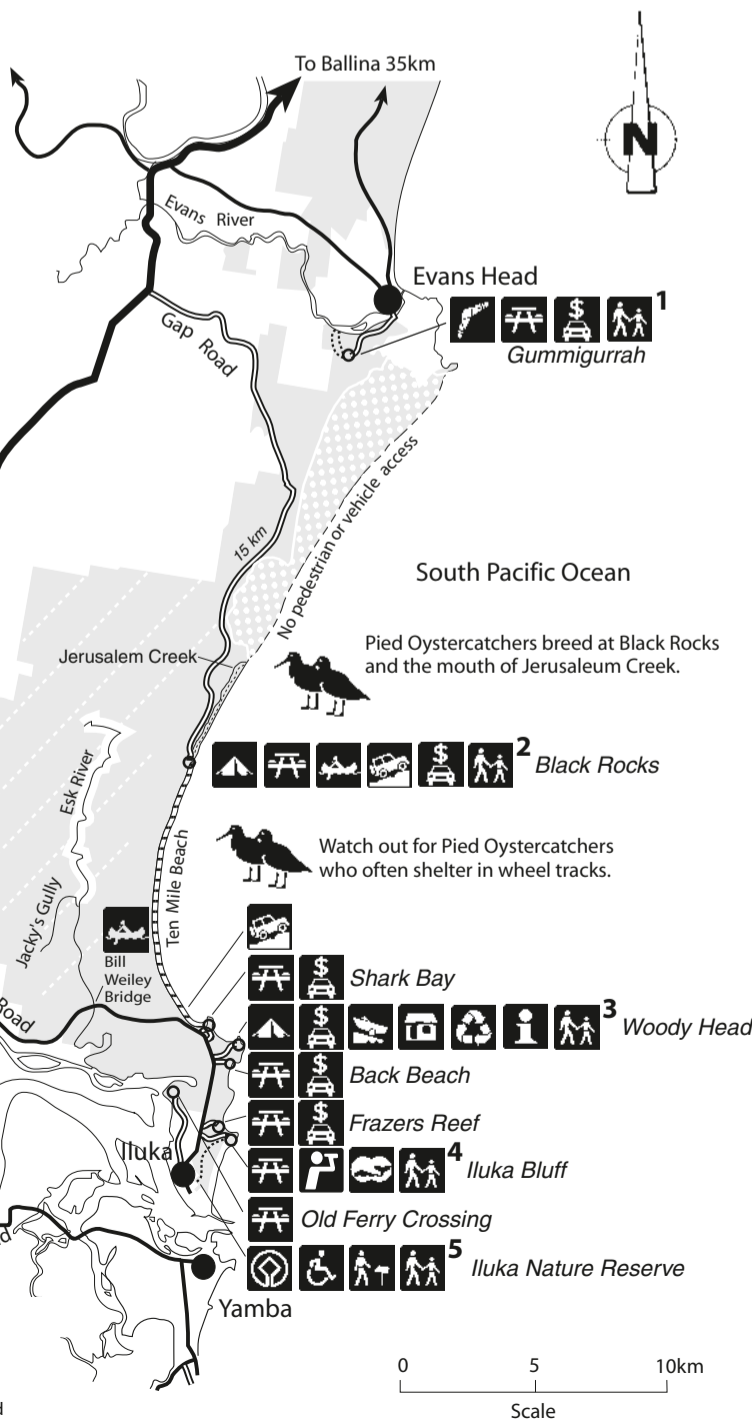 To Ballina 35km
N
Evans River
Evans Head
1
Gummigurrah
Gap Road
No pedestrian or vehicle access
15 km
South Pacific Ocean
Pied Oystercatchers breed at Black Rocks
and the mouth of Jerusaleum Creek.
Jerusalem Creek
2
Black Rocks
Esk River
Watch out for Pied Oystercatchers
who often shelter in wheel tracks.
Ten Mile Beach
Jacky's Gully
Bill
Weiley
Bridge
$
Shark Bay
Road
3
Woody Head
$
Back Beach
$
Frazers Reef
Iluka
4
Iluka Bluff
Old Ferry Crossing
5
Iluka Nature Reserve
Yamba
0 5 10km
Scale